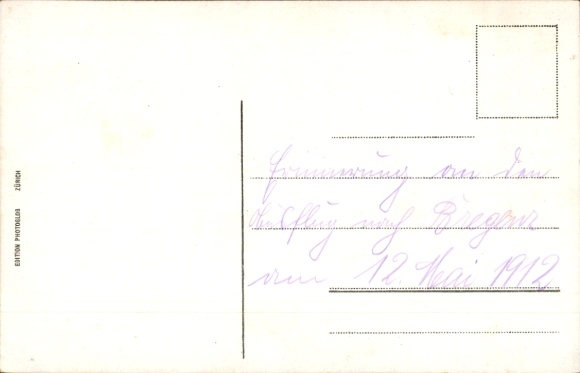 EDITION PHOTOGLOB ZÜRICH
Erinnerung an den
Ausflug nach Bregenz
am 12. Mai 1912